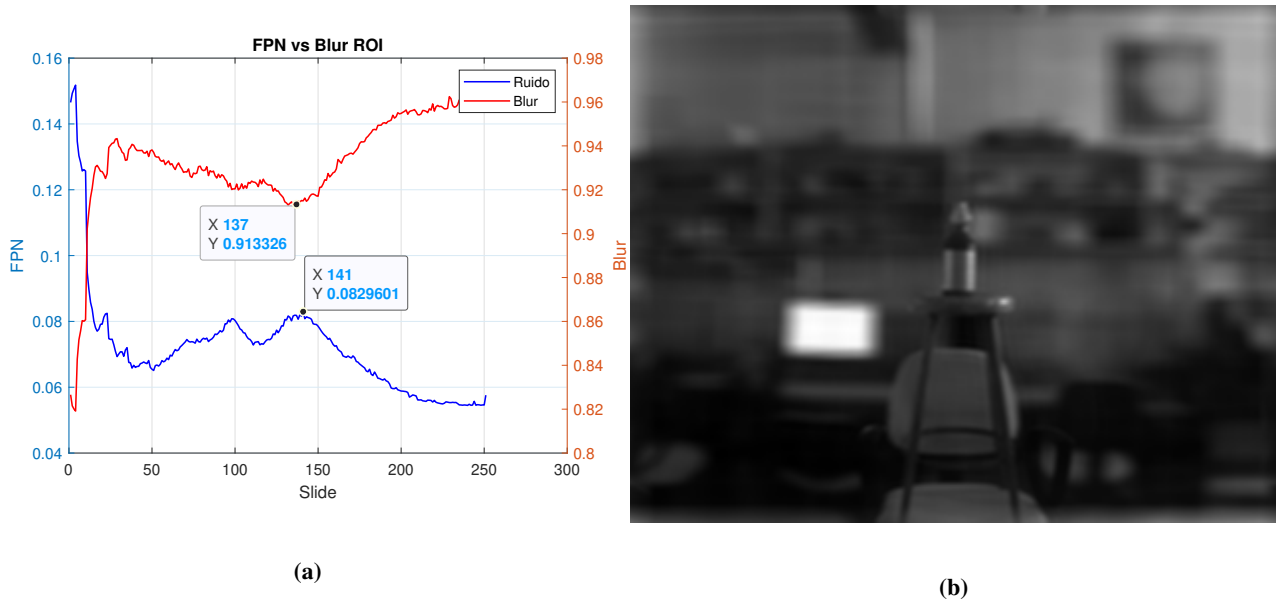 FPN vs Blur ROI
Ruido
Blur
0.16
0.14
0.12
0.1
0.08
0.06
0.04
FPN
0.98
0.96
0.94
0.92
0.9
0.88
0.86
0.84
0.82
0.8
Blur
X 137
Y 0.913326
X 141
Y 0.0829601
0 50 100 150 200 250 300
Slide
(a)
(b)